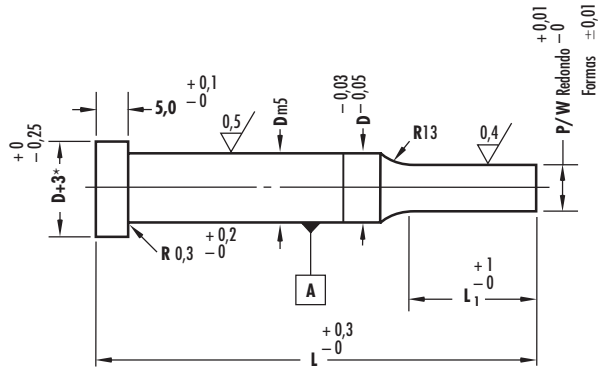 + 0
− 0,25
D+3*
5,0 + 0,1
− 0
0,5
Dm5
D − 0,03
− 0,05
R13
0,4
P/W Redondo +0,01
−0
Formas ±0,01
R 0,3 + 0,2
− 0
A
L1 + 1
− 0
L + 0,3
− 0